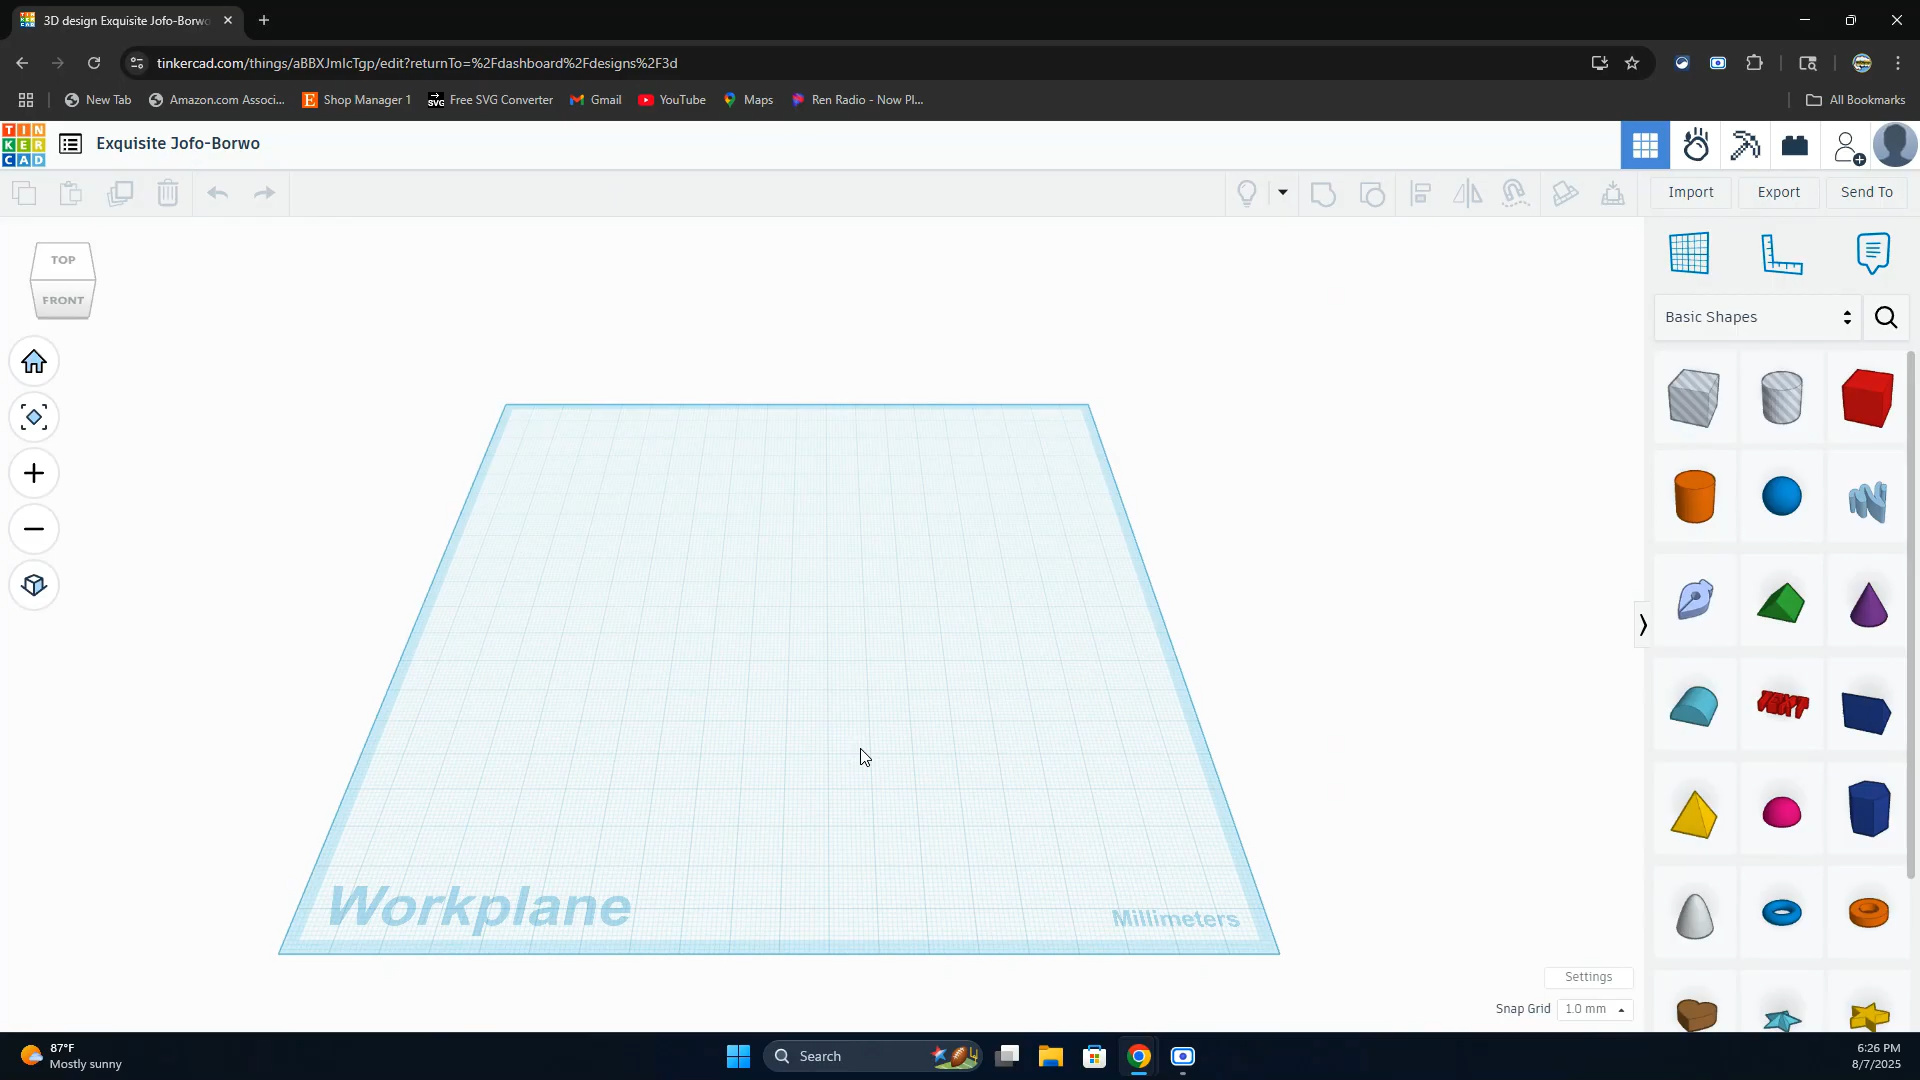 3D design Exquisite Jofo-Borwo
tinkercad.com/things/aBBXJmlcTgp/edit?returnTo=%2Fdashboard%2Fdesigns%2F3d
New Tab
Amazon.com Associ...
Shop Manager 1
SVG
Free SVG Converter
Gmail
YouTube
Maps
Ren Radio - Now Pl...
All Bookmarks
TIN
KER
CAD
Exquisite Jofo-Borwo
Import
Export
Send To
TOP
FRONT
Basic Shapes
TEXT
Workplane
Millimeters
Settings
Snap Grid
1.0 mm
87°F
Mostly sunny
Search
6:26 PM
8/7/2025